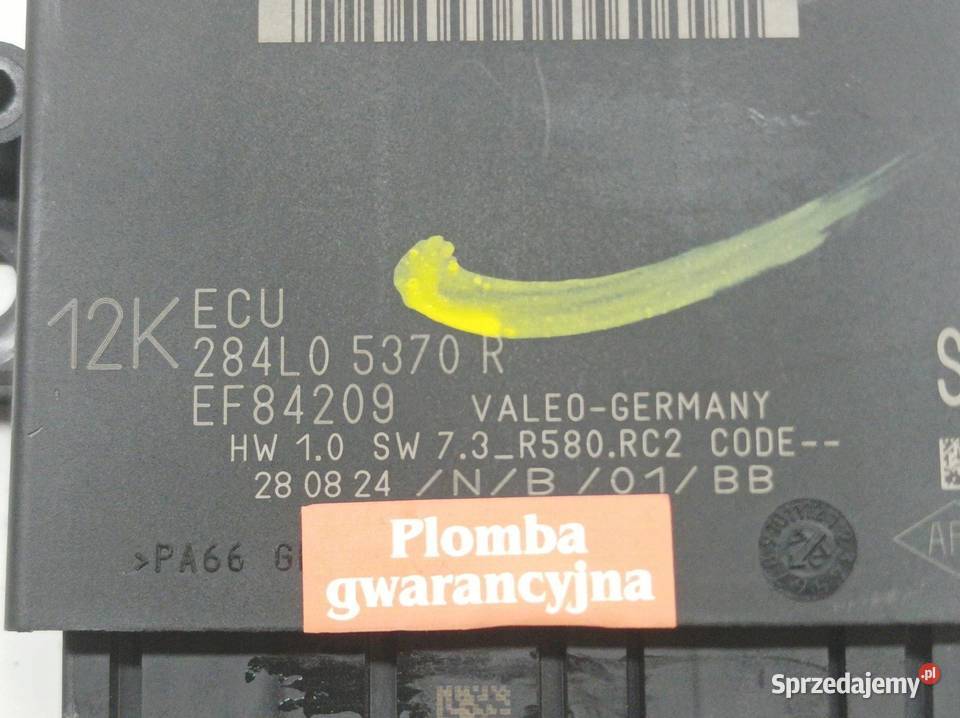 12K
ECU
284L0 5370 R
EF84209 VALEO-GERMANY
HW 1.0 SW 7.3_R580.RC2 CODE--
28 08 24 /N/B/01/BB
>PA66
Plomba
gwarancyjna
24
Sprzedajemy.pl